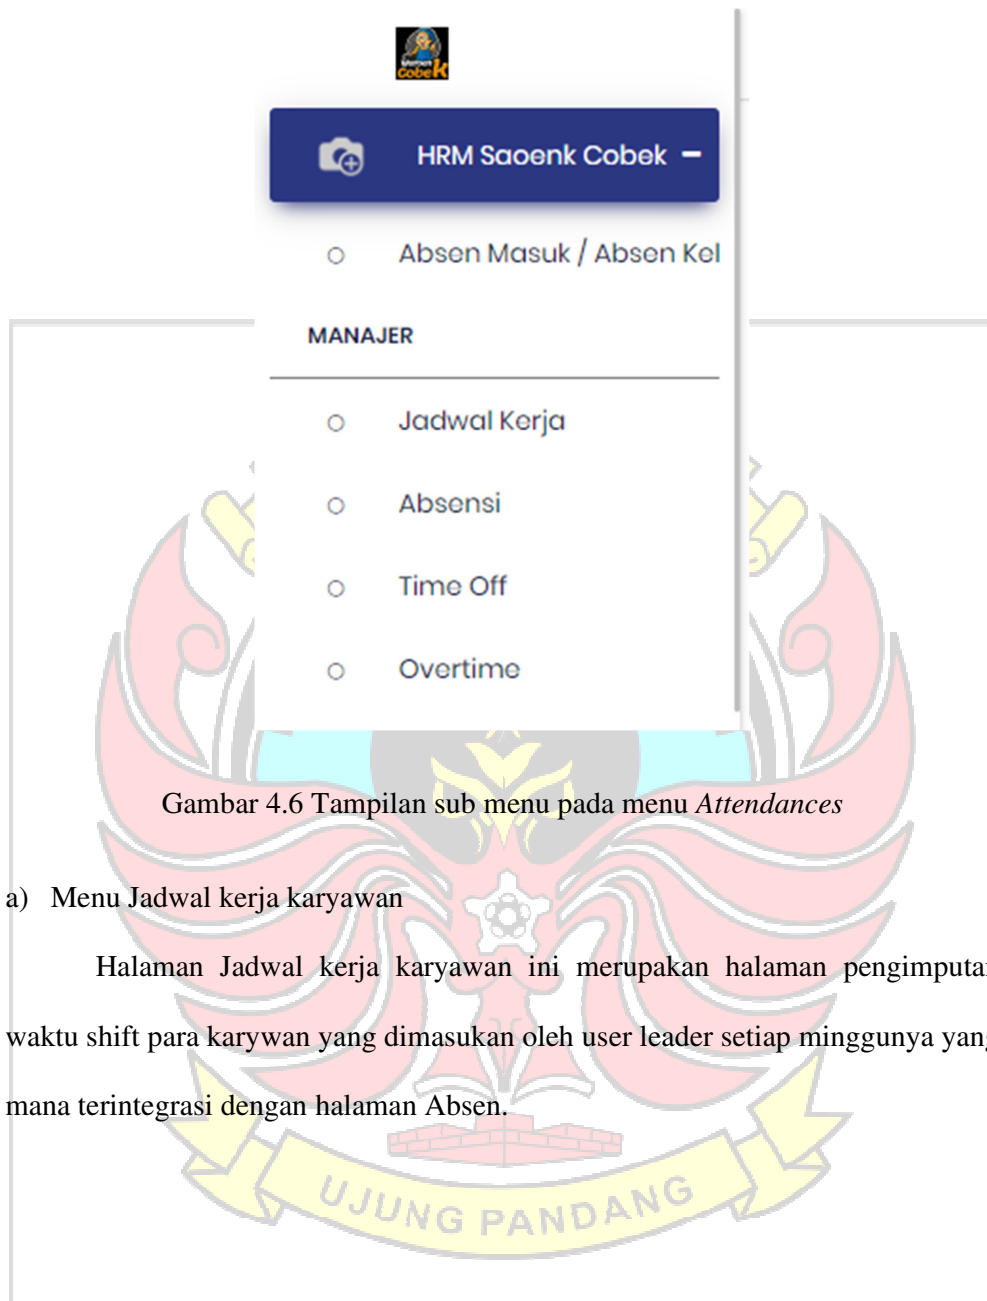 Cobek
HRM Saoenk Cobek
Absen Masuk / Absen Kel
MANAJER
Jadwal Kerja
Absensi
Time Off
Overtime
Gambar 4.6 Tampilan sub menu pada menu Attendances
a) Menu Jadwal kerja karyawan
Halaman Jadwal kerja karyawan ini merupakan halaman pengimputan
waktu shift para karywan yang dimasukan oleh user leader setiap minggunya yang
mana terintegrasi dengan halaman Absen.
UJUNG PANDANG